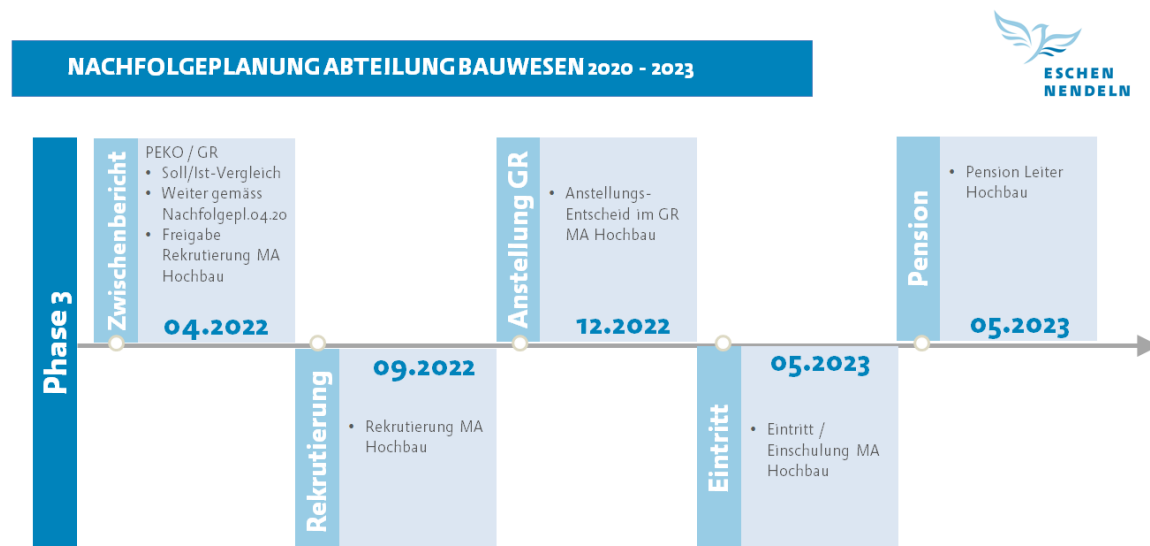 NACHFOLGEPLANUNG ABTEILUNG BAUWESEN 2020 - 2023
ESCHEN
NENDELN
Phase 3
Zwischenbericht
PEKO / GR
• Soll/Ist-Vergleich
• Weiter gemäss
Nachfolgepl.04.20
• Freigabe
Rekrutierung MA
Hochbau
04.2022
Rekrutierung
09.2022
• Rekrutierung MA
Hochbau
Anstellung GR
• Anstellungs-
Entscheid im GR
MA Hochbau
12.2022
Eintritt
05.2023
• Eintritt /
Einschulung MA
Hochbau
Pension
• Pension Leiter
Hochbau
05.2023